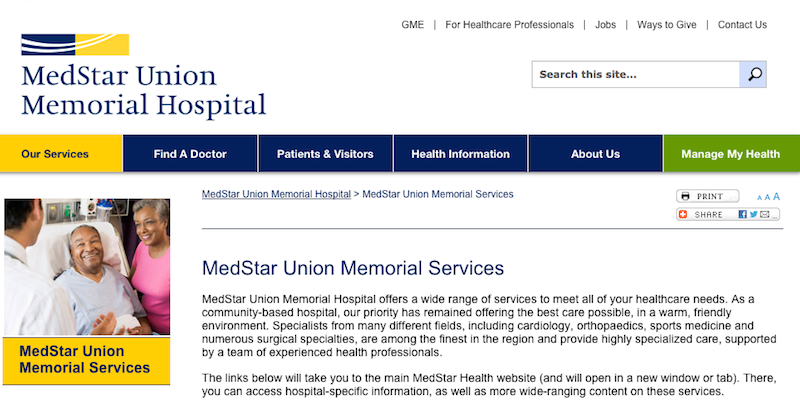 GME | For Healthcare Professionals | Jobs | Ways to Give | Contact Us
MedStar Union
Memorial Hospital
Search this site...
Our Services
Find A Doctor
Patients & Visitors
Health Information
About Us
Manage My Health
MedStar Union Memorial Hospital > MedStar Union Memorial Services
PRINT
A A A
SHARE
MedStar Union
Memorial Services
MedStar Union Memorial Services
MedStar Union Memorial Hospital offers a wide range of services to meet all of your healthcare needs. As a
community-based hospital, our priority has remained offering the best care possible, in a warm, friendly
environment. Specialists from many different fields, including cardiology, orthopaedics, sports medicine and
numerous surgical specialties, are among the finest in the region and provide highly specialized care, supported
by a team of experienced health professionals.
The links below will take you to the main MedStar Health website (and will open in a new window or tab). There,
you can access hospital-specific information, as well as more wide-ranging content on these services.